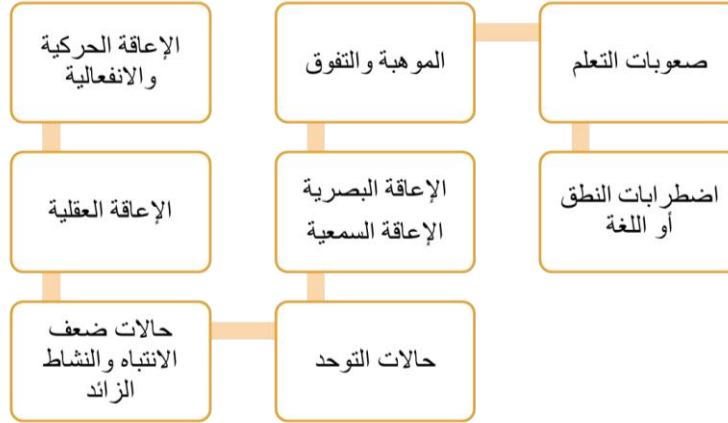 الإعاقة الحركية
والانفعالية
الإعاقة العقلية
حالات ضعف
الانتباه والنشاط
الزائد
حالات التوحد
الإعاقة البصرية
الإعاقة السمعية
الموهبة والتفوق
صعوبات التعلم
اضطرابات النطق
أو اللغة